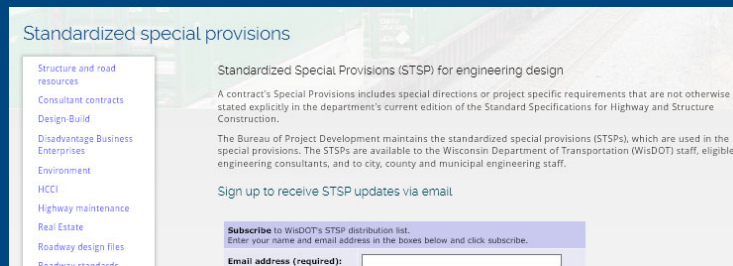 Standardized special provisions
Structure and road
resources
Consultant contracts
Design-Build
Disadvantage Business
Enterprises
Environment
HCCI
Highway maintenance
Real Estate
Roadway design files
Roadway standards
Standardized Special Provisions (STSP) for engineering design
A contract's Special Provisions includes special directions or project specific requirements that are not otherwise
stated explicitly in the department's current edition of the Standard Specifications for Highway and Structure
Construction.
The Bureau of Project Development maintains the standardized special provisions (STSPs), which are used in the
special provisions. The STSPs are available to the Wisconsin Department of Transportation (WisDOT) staff, eligible
engineering consultants, and to city, county and municipal engineering staff.
Sign up to receive STSP updates via email
Subscribe to WisDOT's STSP distribution list.
Enter your name and email address in the boxes below and click subscribe.
Email address (required):